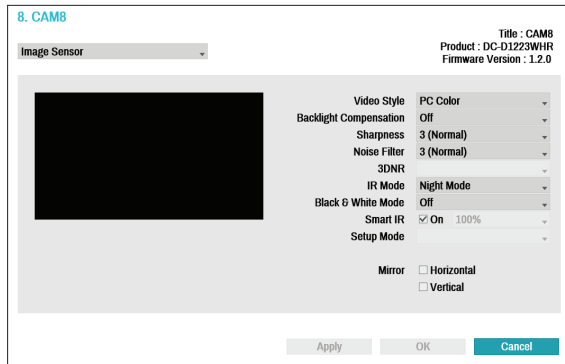 8. CAM8
Title : CAM8
Image Sensor
Product : DC-D1223WHR
Firmware Version : 1.2.0
Video Style PC Color
Backlight Compensation Off
Sharpness 3 (Normal)
Noise Filter 3 (Normal)
3DNR
IR Mode Night Mode
Black & White Mode Off
Smart IR On 100%
Setup Mode
Mirror Horizontal
Vertical
Apply OK Cancel